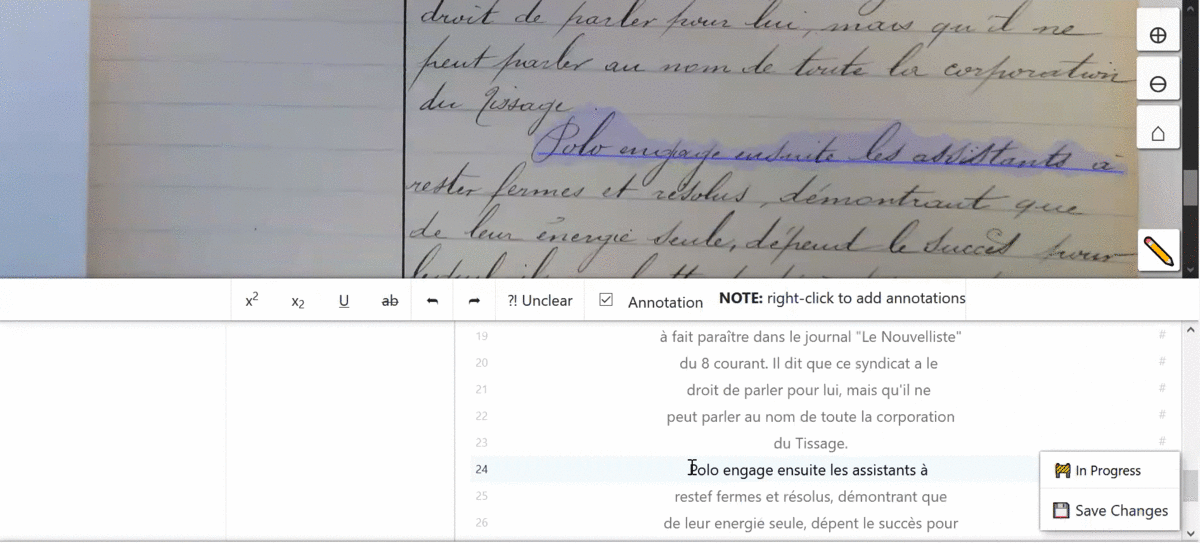 droit de parler pour lui, mais qu'il ne
peut parler au nom de toute la corporation
du Tissage
Polo engage ensuite les assistants à
rester fermes et résolus, démontrant que
de leur énergie seule, dépend le succès pour
x² x₂ U ab ?! Unclear Annotation NOTE: right-click to add annotations
19 à fait paraître dans le journal "Le Nouvelliste" #
20 du 8 courant. Il dit que ce syndicat a le #
21 droit de parler pour lui, mais qu'il ne #
22 peut parler au nom de toute la corporation #
23 du Tissage. #
24 Polo engage ensuite les assistants à
25 restef fermes et résolus, démontrant que
26 de leur energie seule, dépent le succès pour
In Progress
Save Changes